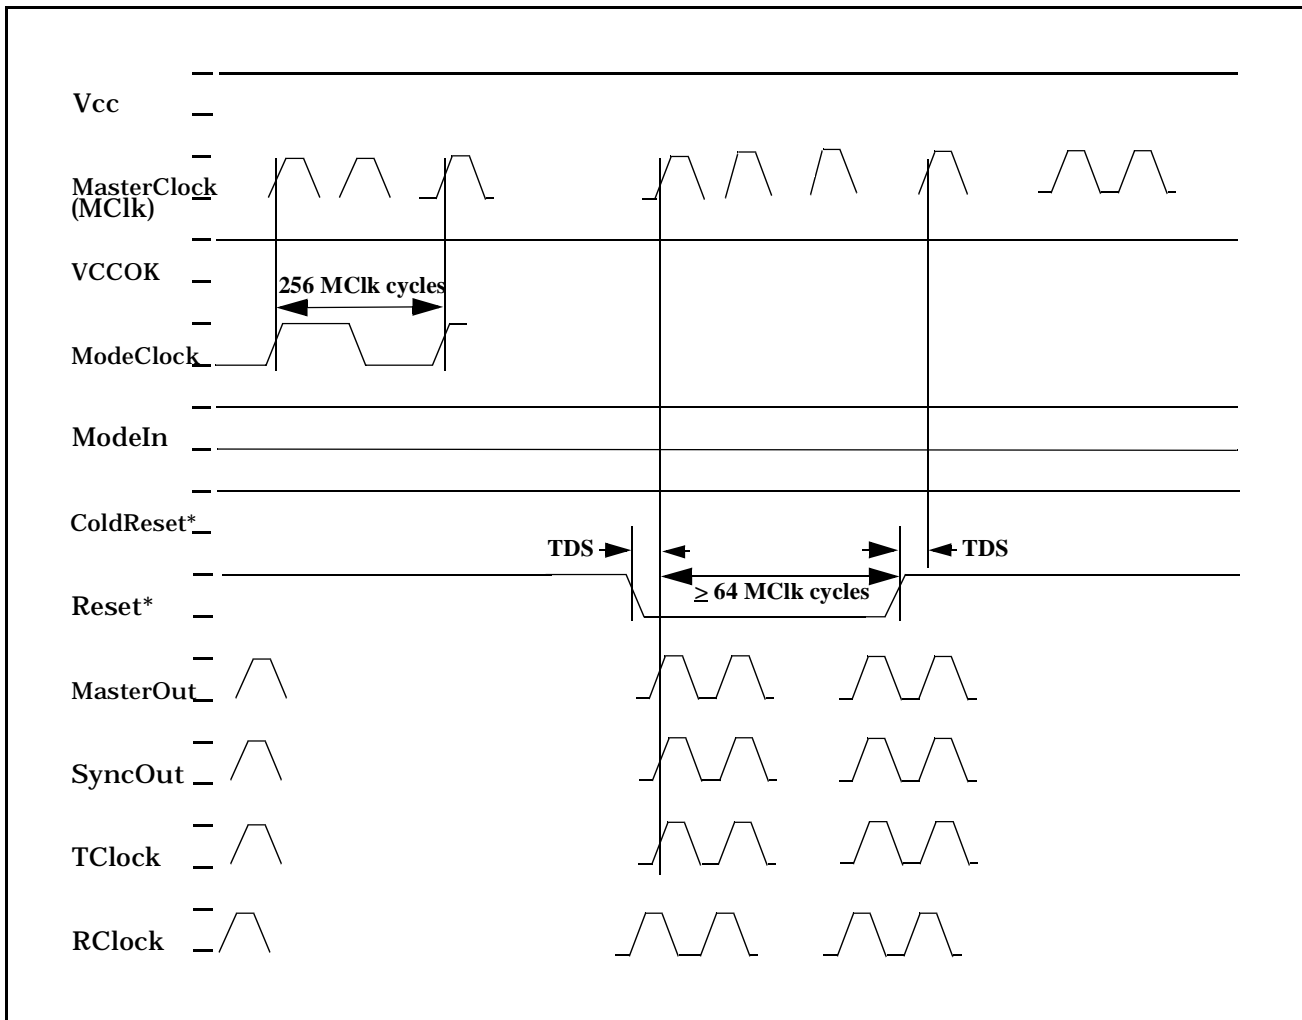 Vcc
MasterClock
(MClk)
VCCOK
256 MClk cycles
ModeClock
ModeIn
ColdReset*
TDS
TDS
≥ 64 MClk cycles
Reset*
MasterOut
SyncOut
TClock
RClock